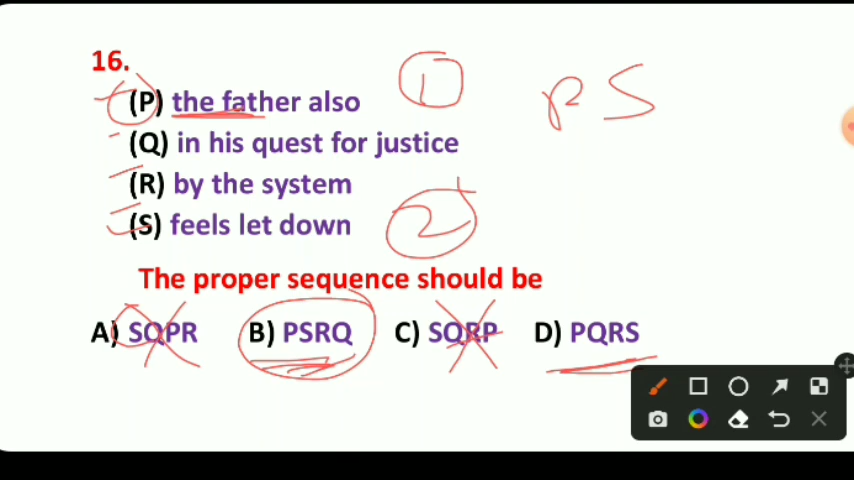 16.
(P) the father also
(Q) in his quest for justice
(R) by the system
(S) feels let down
The proper sequence should be
A) SQPR B) PSRQ C) SQRP D) PQRS
1
P S
2